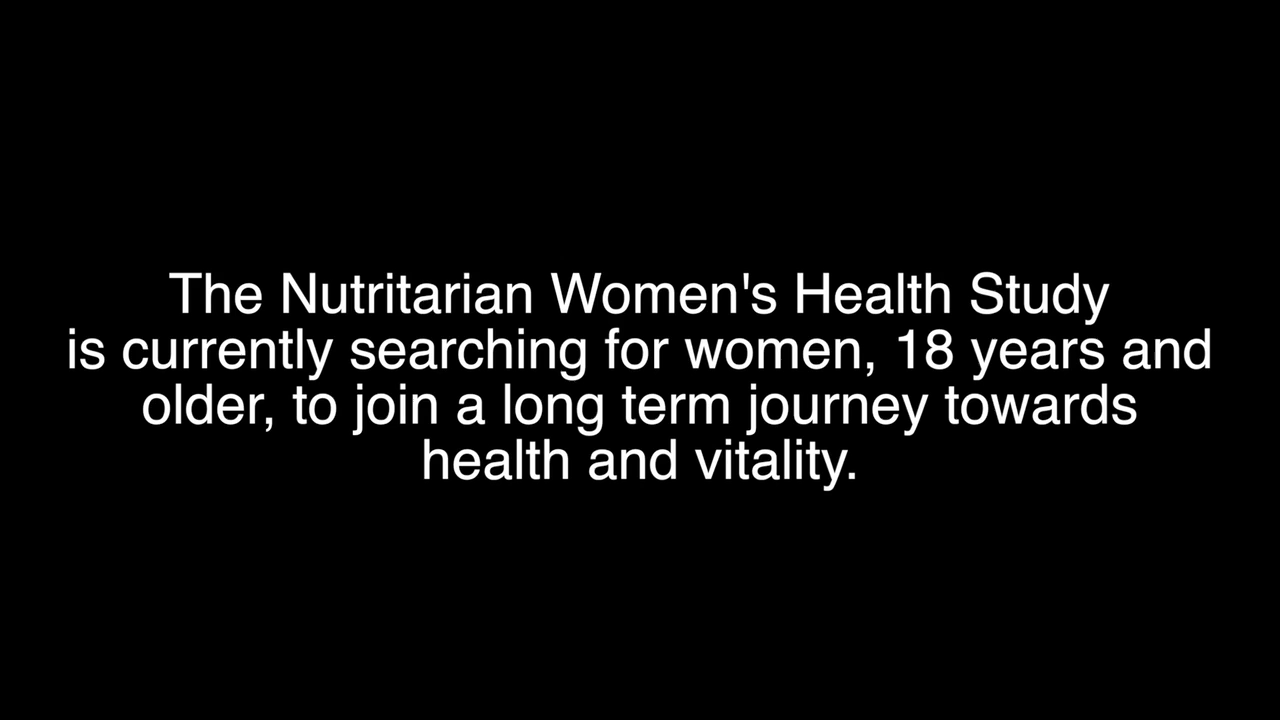 The Nutritarian Women's Health Study
is currently searching for women, 18 years and
older, to join a long term journey towards
health and vitality.